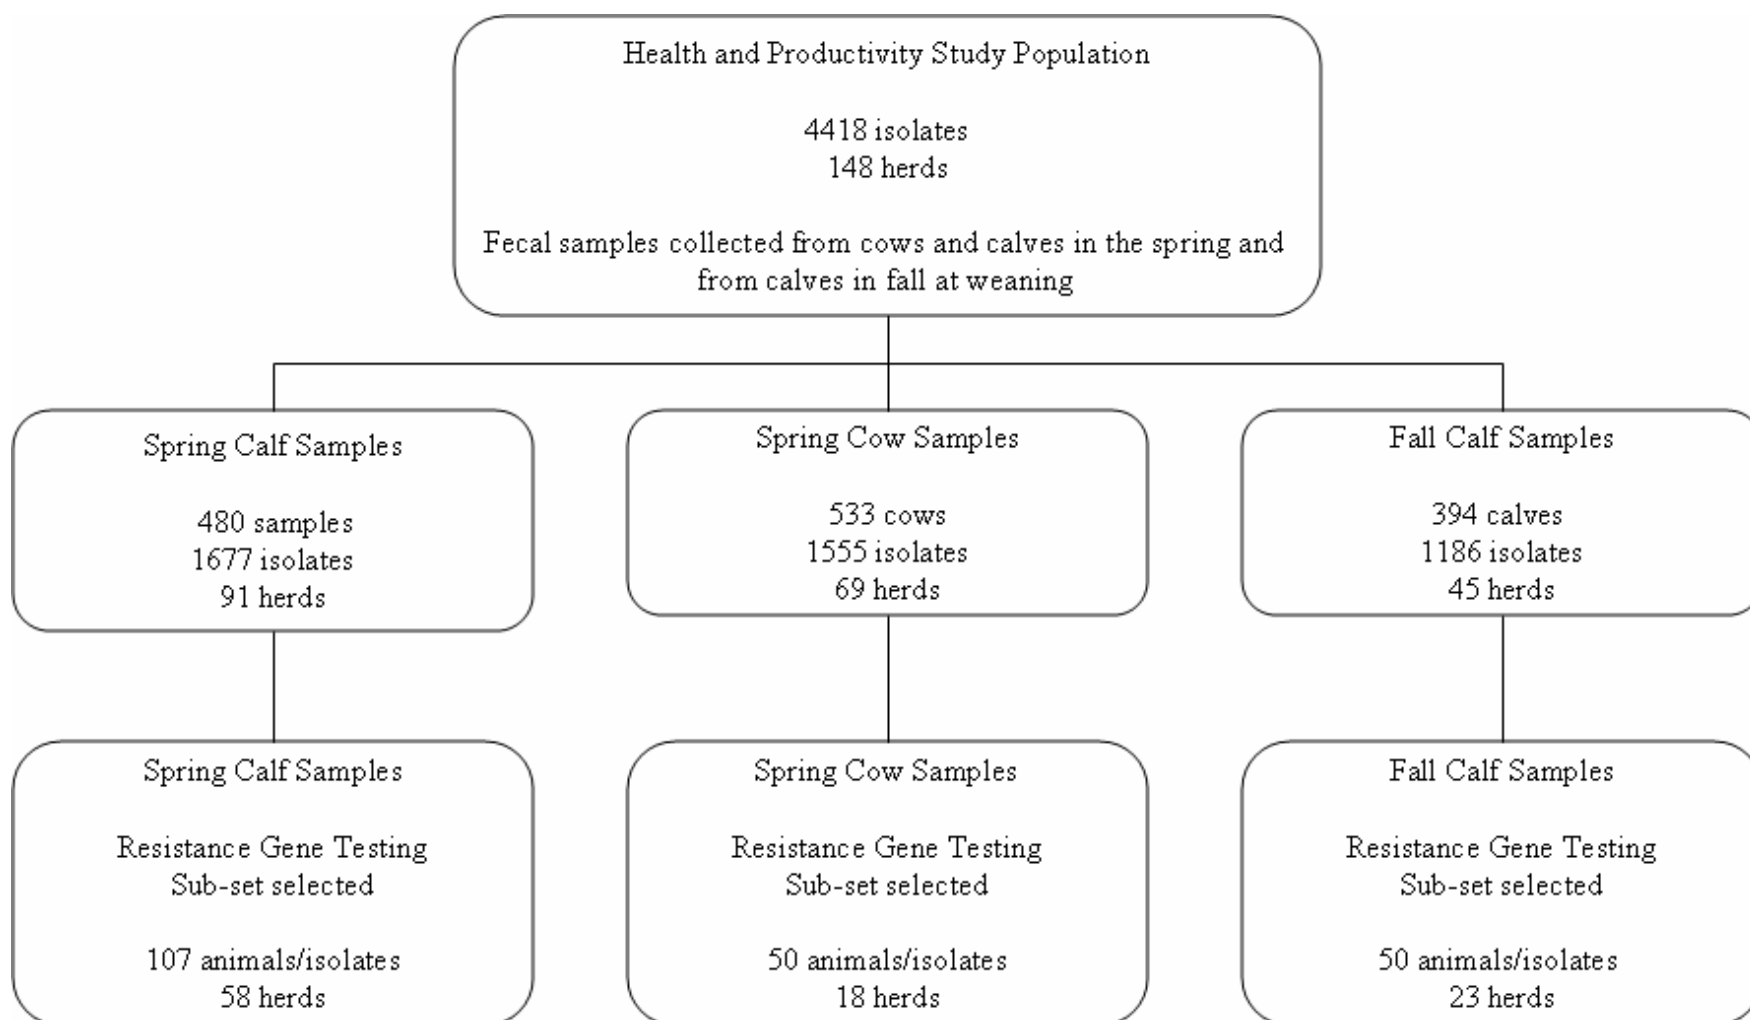 Health and Productivity Study Population
4418 isolates
148 herds
Fecal samples collected from cows and calves in the spring and
from calves in fall at weaning
Spring Calf Samples
480 samples
1677 isolates
91 herds
Spring Cow Samples
533 cows
1555 isolates
69 herds
Fall Calf Samples
394 calves
1186 isolates
45 herds
Spring Calf Samples
Resistance Gene Testing
Sub-set selected
107 animals/isolates
58 herds
Spring Cow Samples
Resistance Gene Testing
Sub-set selected
50 animals/isolates
18 herds
Fall Calf Samples
Resistance Gene Testing
Sub-set selected
50 animals/isolates
23 herds